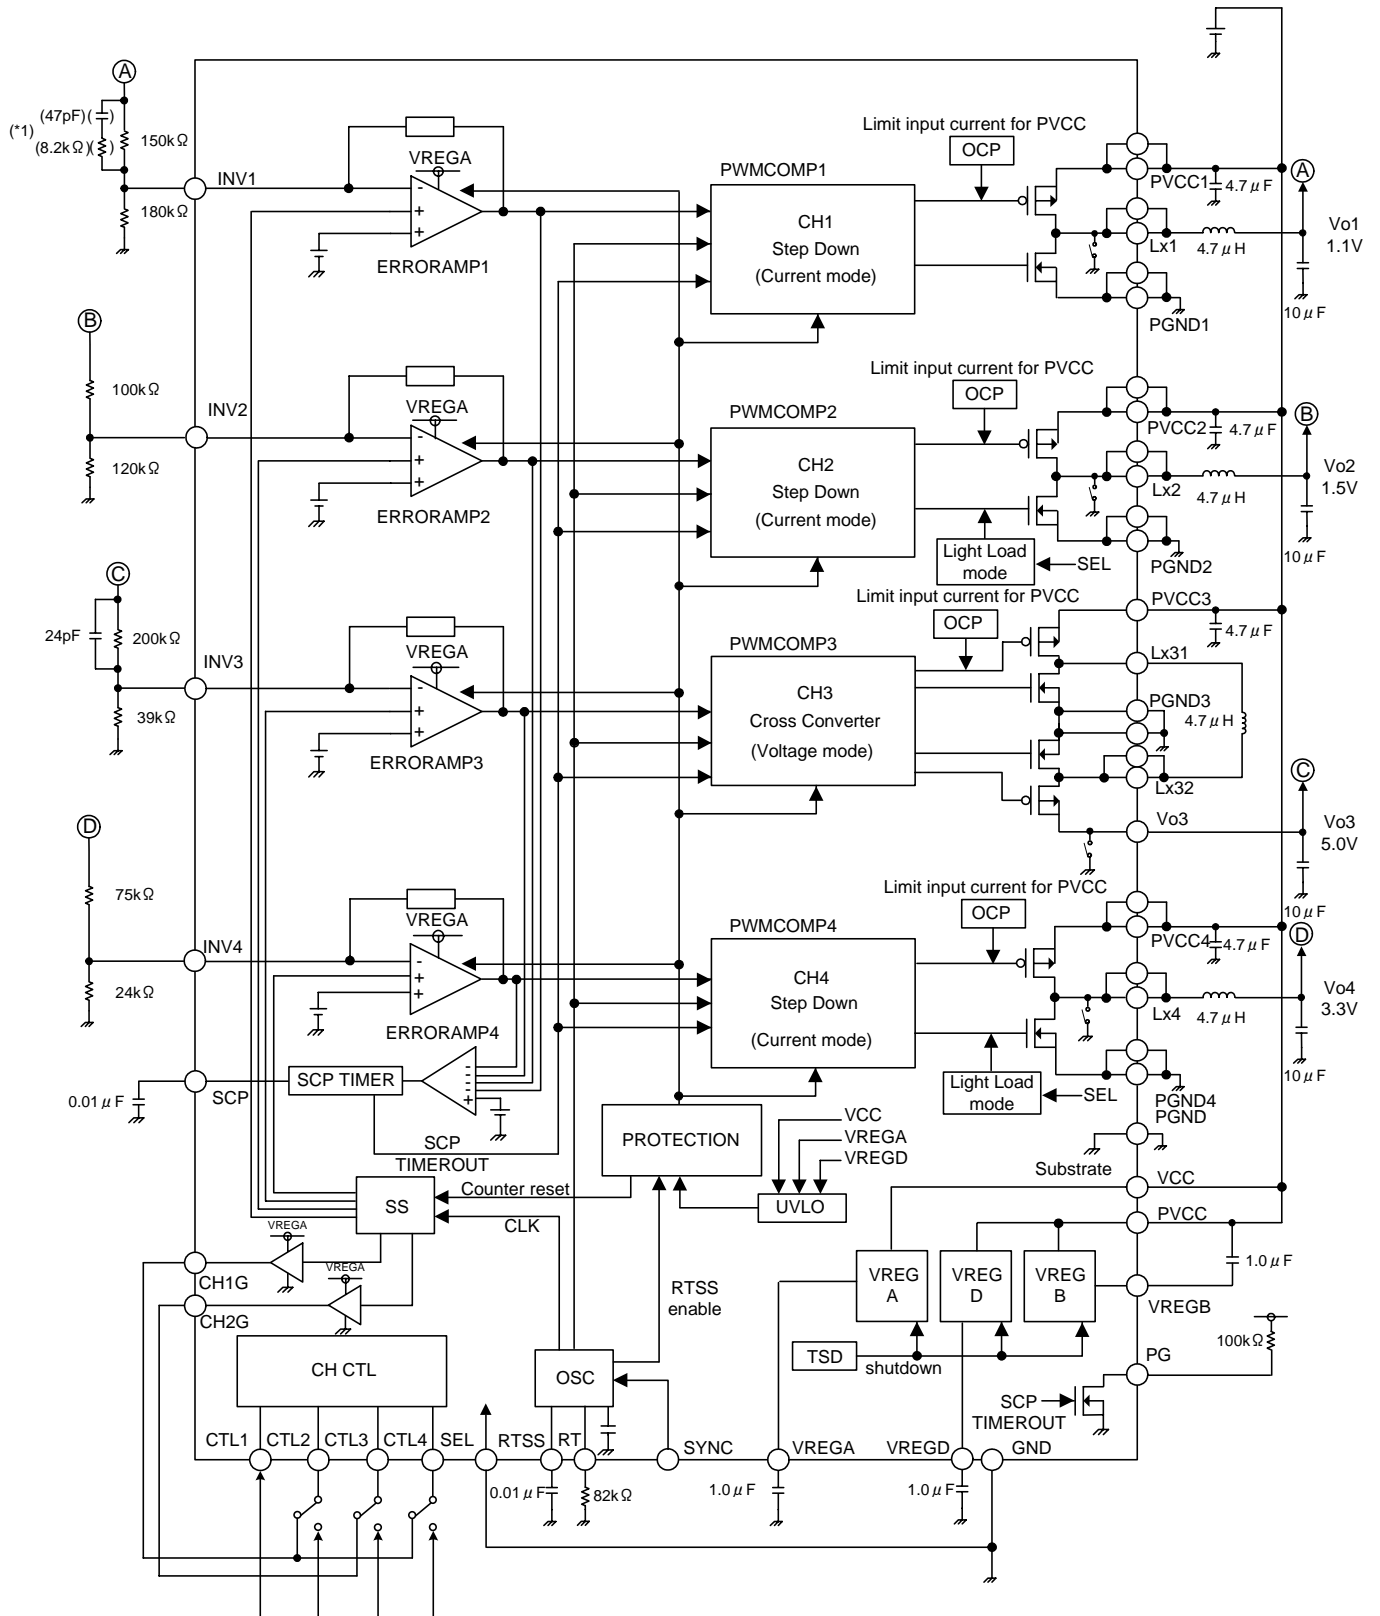 A
(*1)
(47pF)( )
(8.2kΩ)( )
150kΩ
180kΩ
INV1
VREGA
-
+
+
ERRORAMP1
PWMCOMP1
CH1
Step Down
(Current mode)
Limit input current for PVCC
OCP
PVCC1
4.7μF
A
Lx1
4.7μH
Vo1
1.1V
10μF
PGND1
B
100kΩ
120kΩ
INV2
VREGA
-
+
+
ERRORAMP2
PWMCOMP2
CH2
Step Down
(Current mode)
Limit input current for PVCC
OCP
PVCC2
4.7μF
B
Lx2
4.7μH
Vo2
1.5V
10μF
Light Load
mode
SEL
PGND2
C
24pF
200kΩ
39kΩ
INV3
VREGA
-
+
+
ERRORAMP3
PWMCOMP3
CH3
Cross Converter
(Voltage mode)
Limit input current for PVCC
OCP
PVCC3
4.7μF
Lx31
PGND3
4.7μH
Lx32
C
Vo3
Vo3
5.0V
10μF
D
75kΩ
24kΩ
INV4
VREGA
-
+
+
ERRORAMP4
PWMCOMP4
CH4
Step Down
(Current mode)
Limit input current for PVCC
OCP
PVCC4
4.7μF
D
Lx4
4.7μH
Vo4
3.3V
10μF
Light Load
mode
SEL
PGND4
PGND
0.01μF
SCP
SCP TIMER
-
-
-
-
+
SCP
TIMEROUT
PROTECTION
VCC
VREGA
VREGD
UVLO
Substrate
VCC
PVCC
SS
Counter reset
CLK
VREGA
VREGA
CH1G
CH2G
RTSS
enable
VREG
A
VREG
D
VREG
B
1.0μF
VREGB
TSD
shutdown
100kΩ
PG
SCP
TIMEROUT
CH CTL
OSC
CTL1
CTL2
CTL3
CTL4
SEL
RTSS
RT
SYNC
VREGA
VREGD
GND
0.01μF
82kΩ
1.0μF
1.0μF